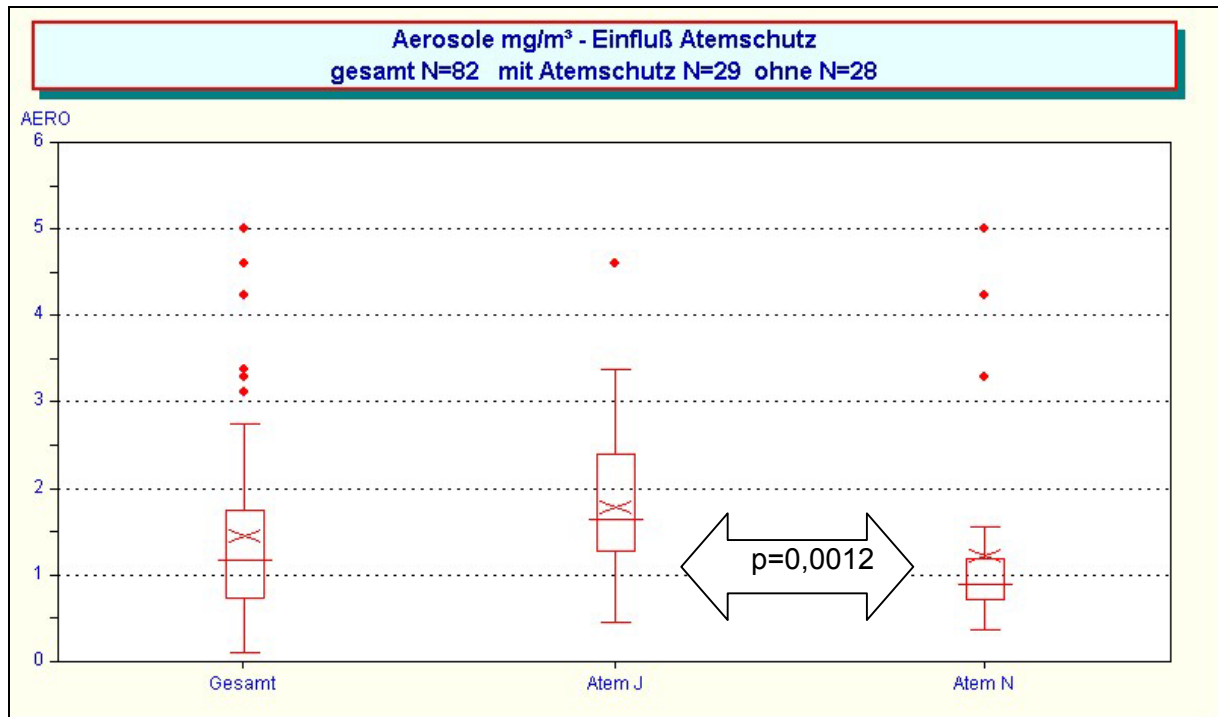 Aerosole mg/m³ - Einfluß Atemschutz
gesamt N=82 mit Atemschutz N=29 ohne N=28
AERO
6
5
4
3
2
1
0
p=0,0012
Gesamt Atem J Atem N